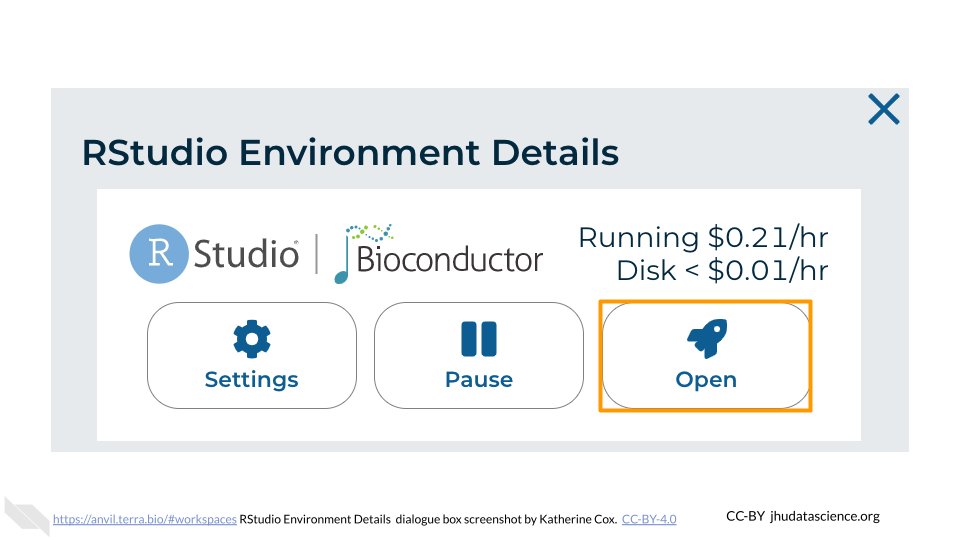 RStudio Environment Details
R Studio® | Bioconductor
Running $0.21/hr
Disk < $0.01/hr
Settings
Pause
Open
https://anvil.terra.bio/#workspaces RStudio Environment Details dialogue box screenshot by Katherine Cox. CC-BY-4.0
CC-BY jhudatascience.org